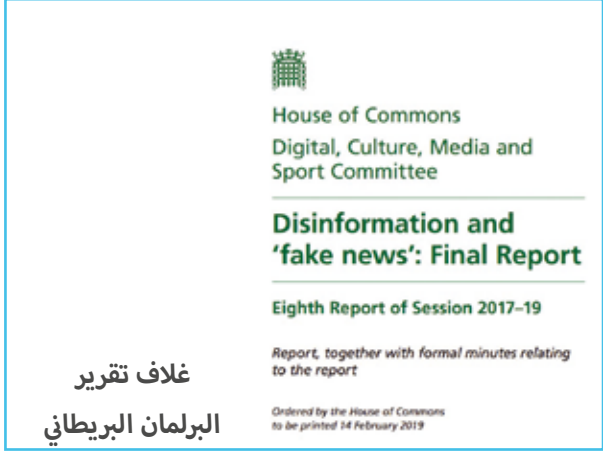 House of Commons
Digital, Culture, Media and
Sport Committee
Disinformation and
‘fake news’: Final Report
Eighth Report of Session 2017–19
Report, together with formal minutes relating
to the report
Ordered by the House of Commons
to be printed 14 February 2019
غلاف تقرير
البرلمان البريطاني